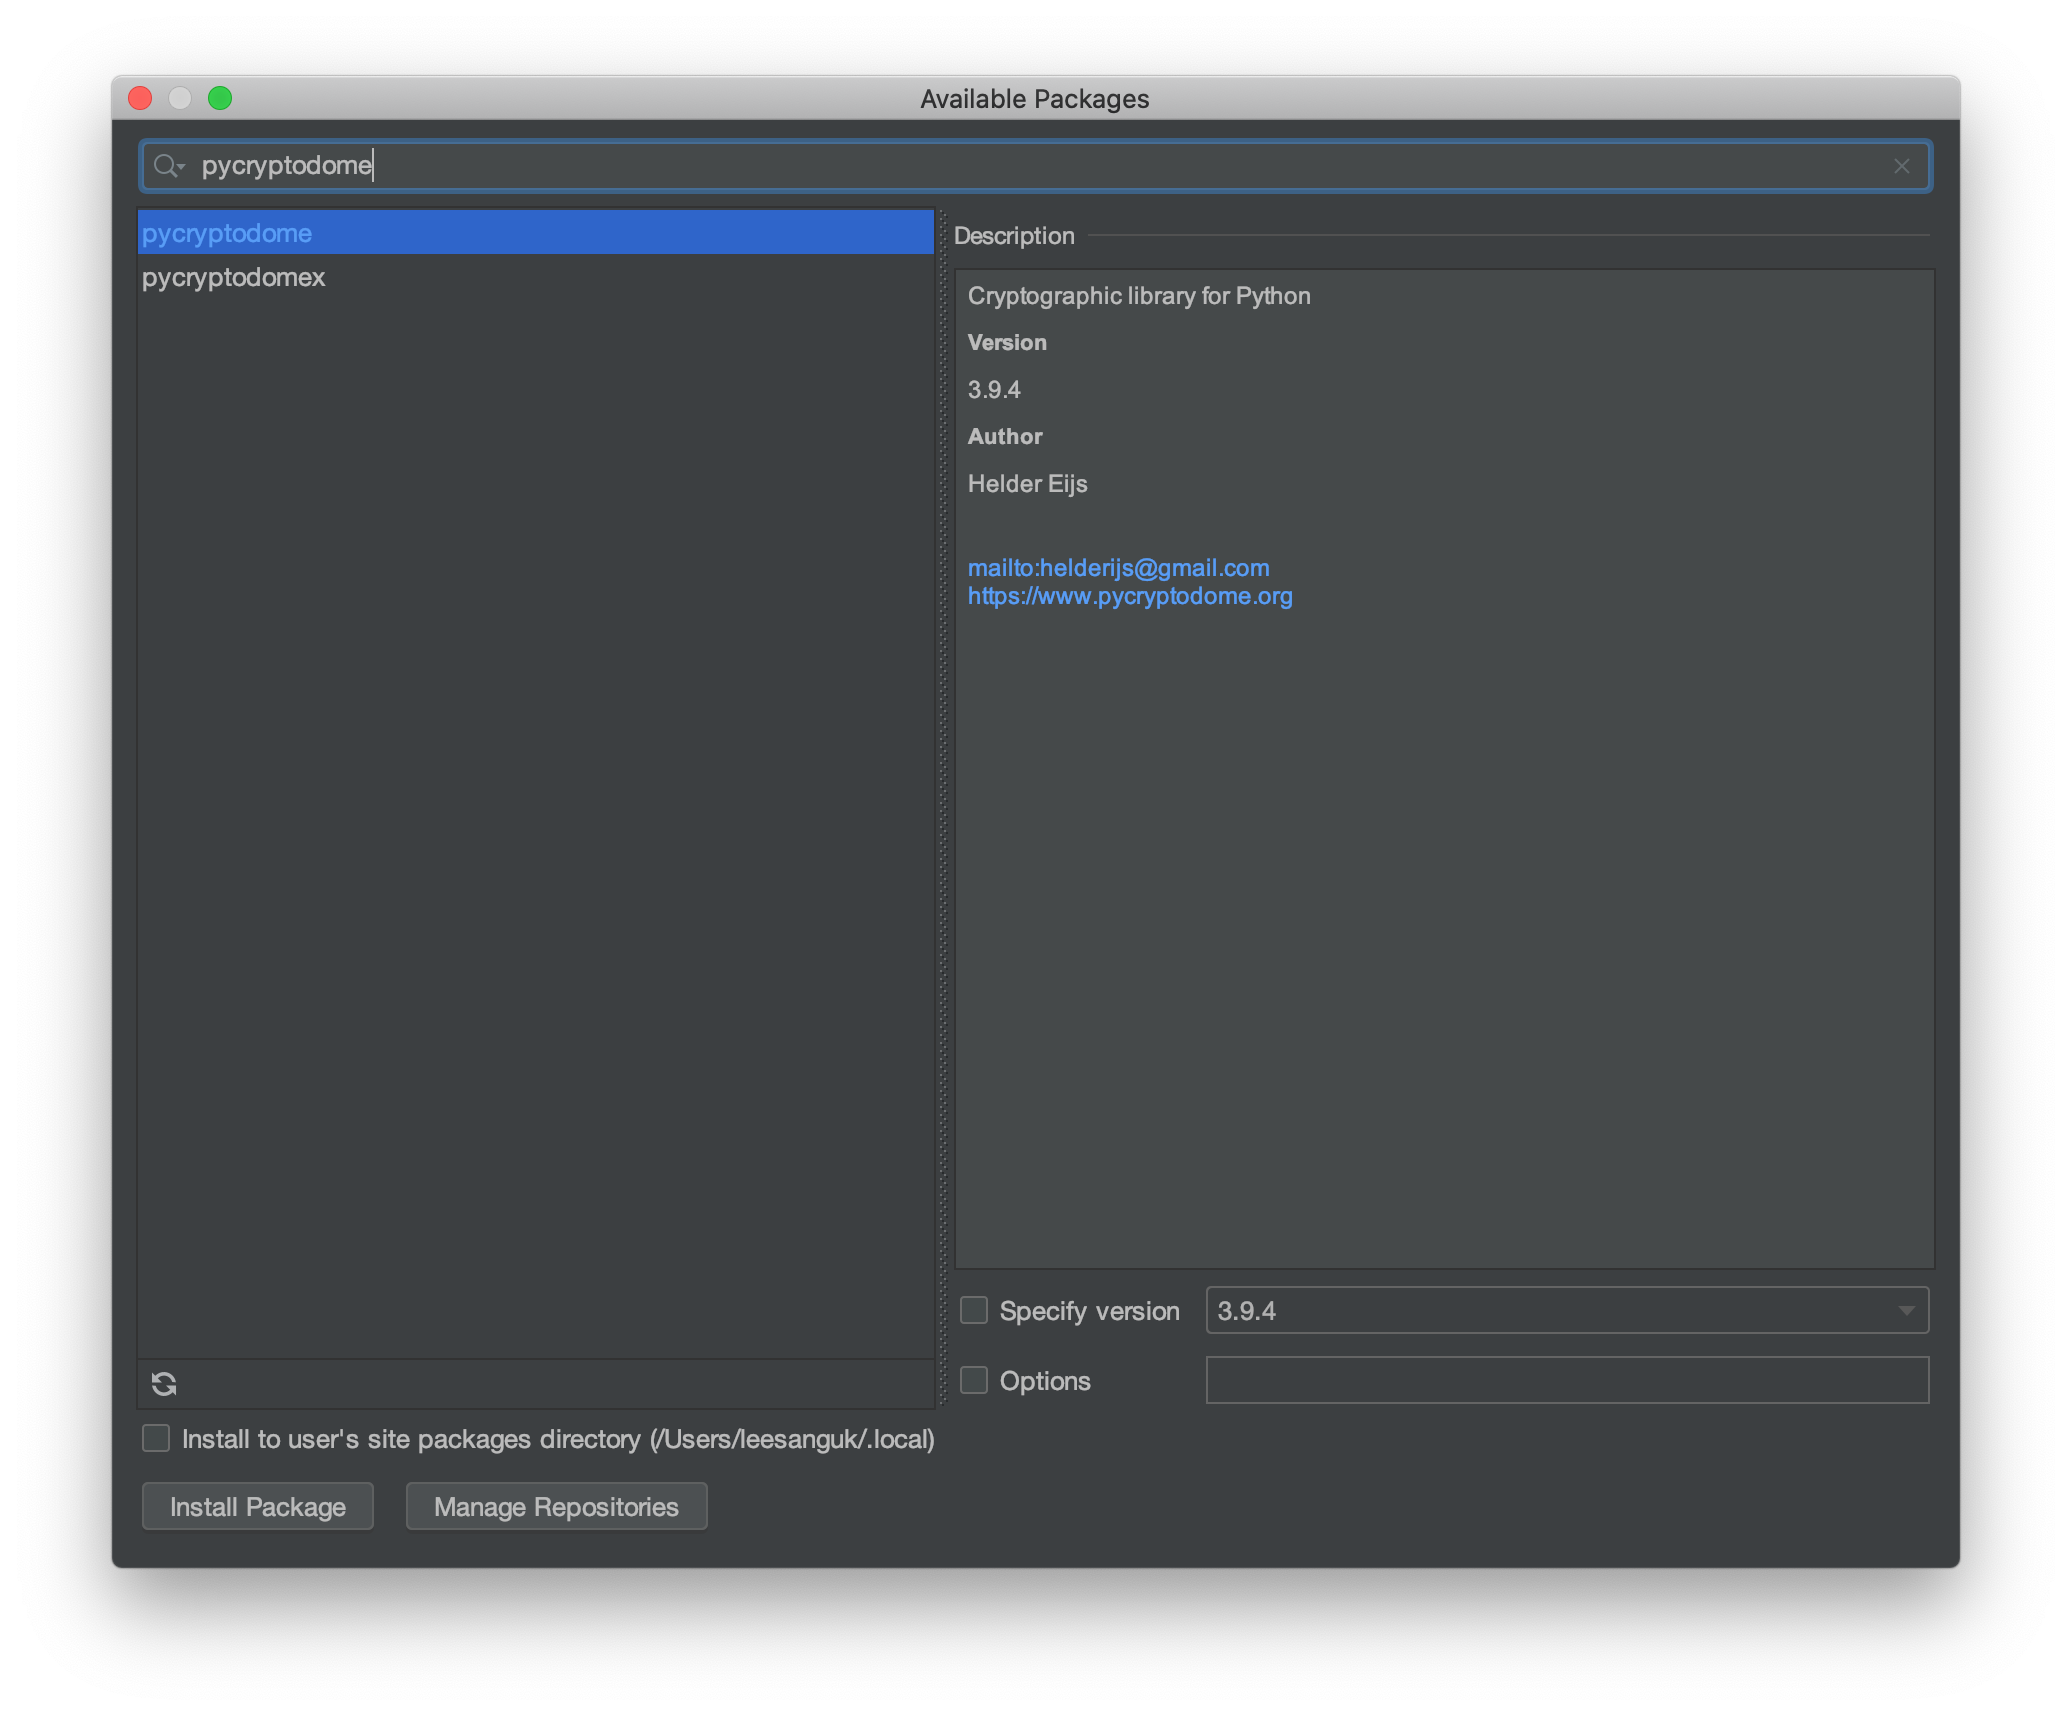 Available Packages
pycryptodome
pycryptodome
pycryptodomex
Description
Cryptographic library for Python
Version
3.9.4
Author
Helder Eijs
mailto:helderijs@gmail.com
https://www.pycryptodome.org
Specify version
3.9.4
Options
Install to user's site packages directory (/Users/leesanguk/.local)
Install Package
Manage Repositories